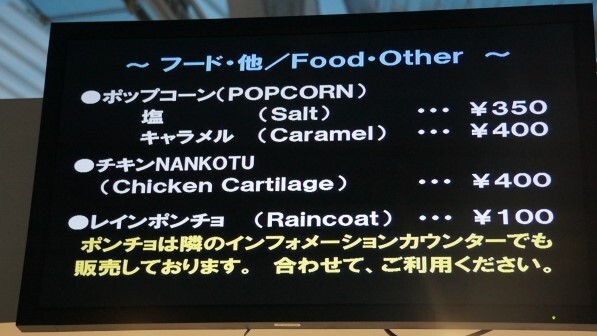 ～ フード・他／Food・Other ～
●ポップコーン(POPCORN)
塩 (Salt) ･･･ ￥350
キャラメル (Caramel) ･･･ ￥400
●チキンNANKOTU
(Chicken Cartilage) ･･･ ￥400
●レインポンチョ (Raincoat) ･･･ ￥100
ポンチョは隣のインフォメーションカウンターでも
販売しております。 合わせて、ご利用ください。